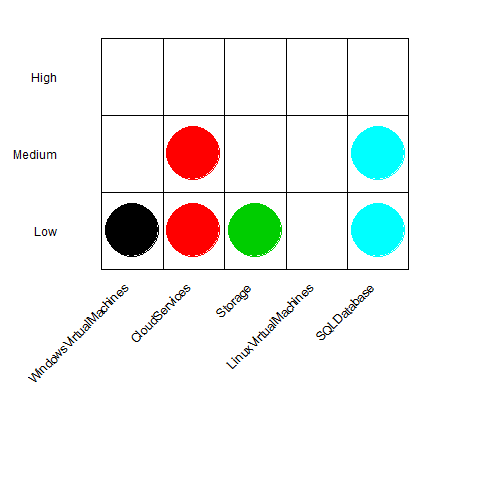 High
Medium
Low
WindowsVirtualMachines
CloudServices
Storage
LinuxVirtualMachines
SQLDatabase